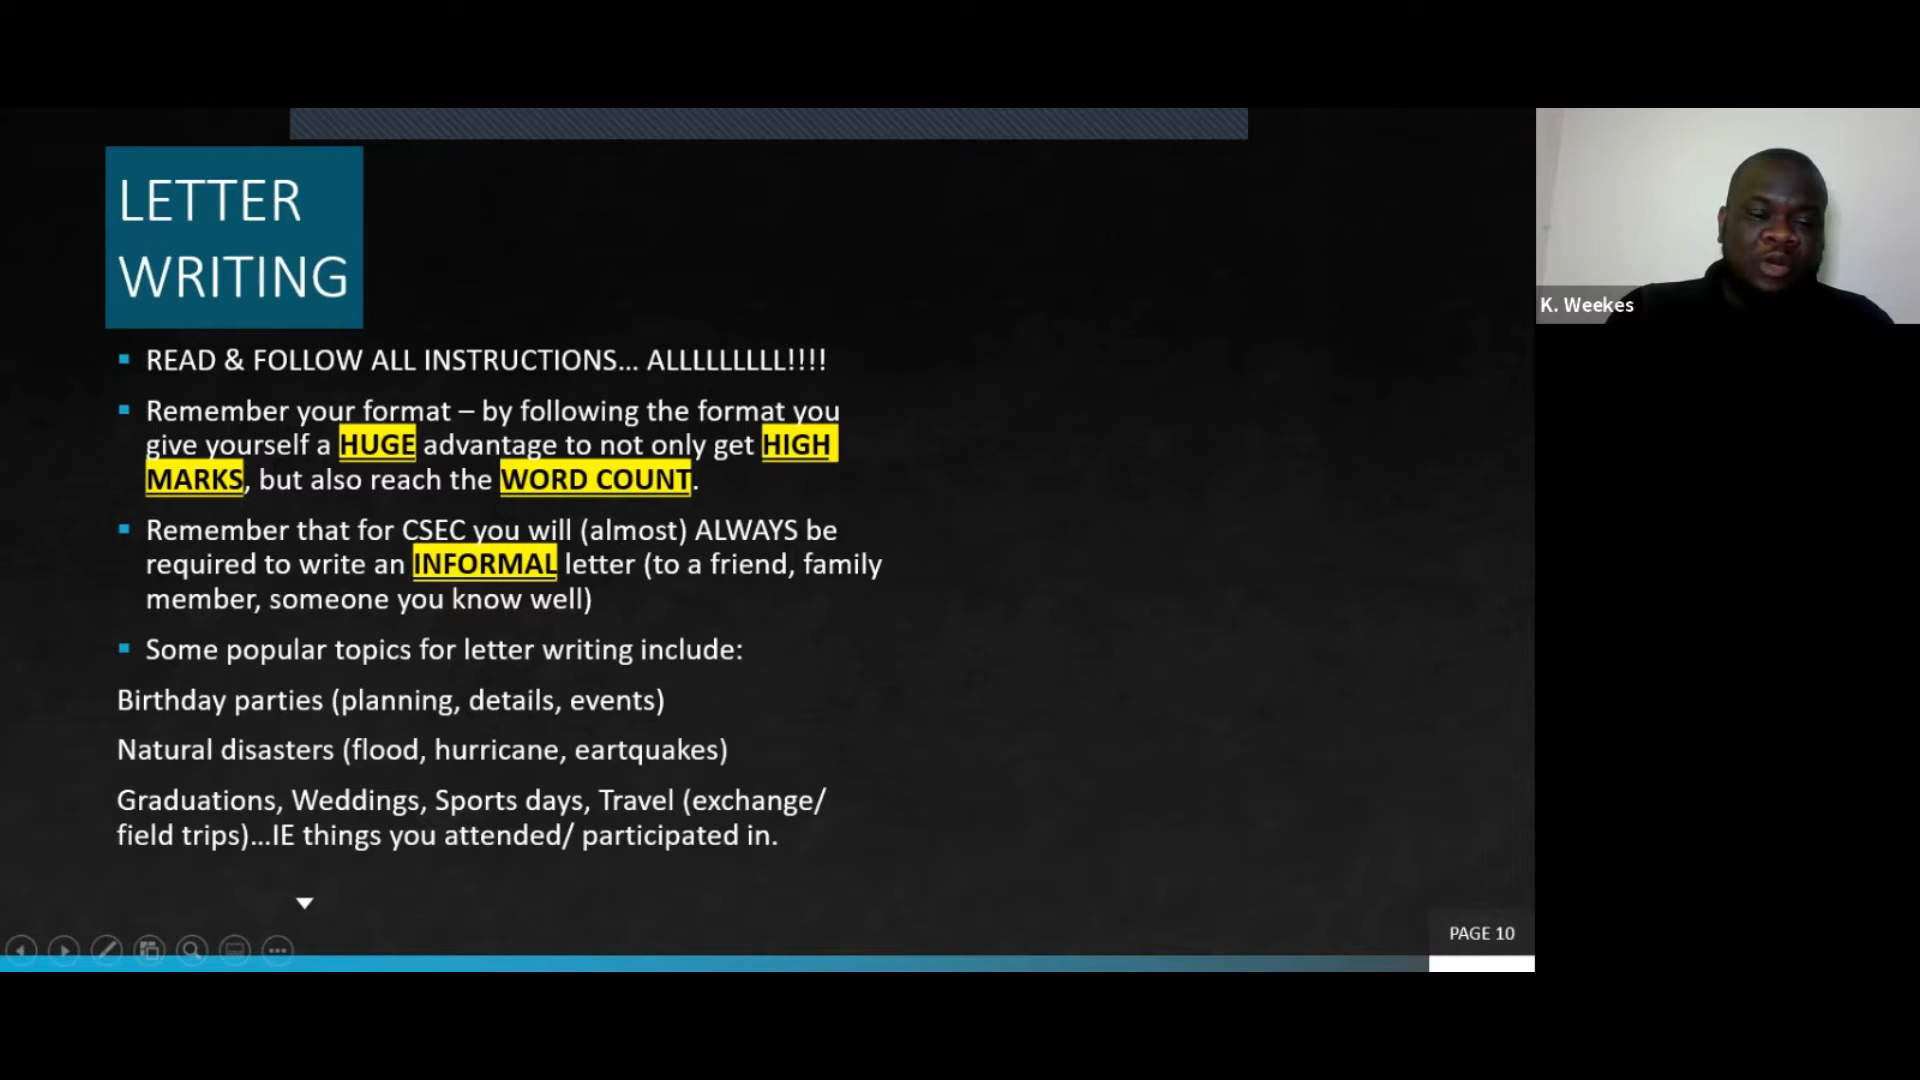 LETTER
WRITING
READ & FOLLOW ALL INSTRUCTIONS... ALLLLLLLLL!!!!
Remember your format – by following the format you
give yourself a HUGE advantage to not only get HIGH
MARKS, but also reach the WORD COUNT.
Remember that for CSEC you will (almost) ALWAYS be
required to write an INFORMAL letter (to a friend, family
member, someone you know well)
Some popular topics for letter writing include:
Birthday parties (planning, details, events)
Natural disasters (flood, hurricane, eartquakes)
Graduations, Weddings, Sports days, Travel (exchange/
field trips)...IE things you attended/ participated in.
PAGE 10
K. Weekes